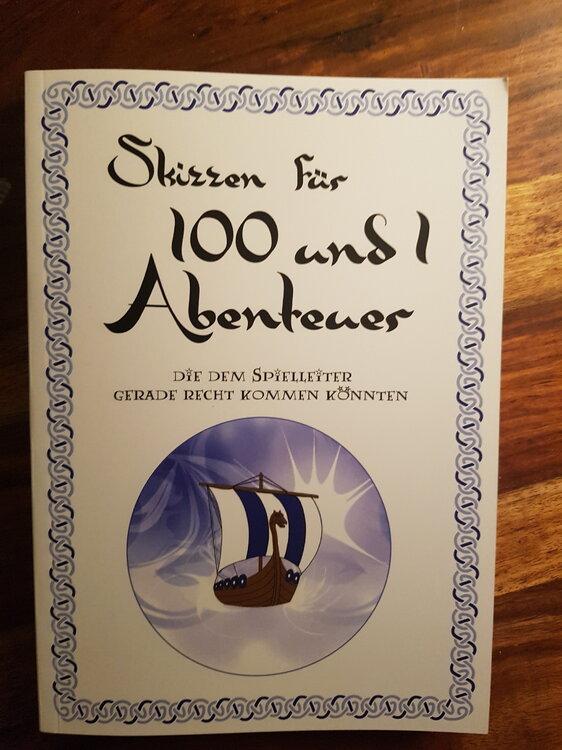 Skizzen für
100 und 1
Abenteuer
die dem Spielleiter
gerade recht kommen könnten